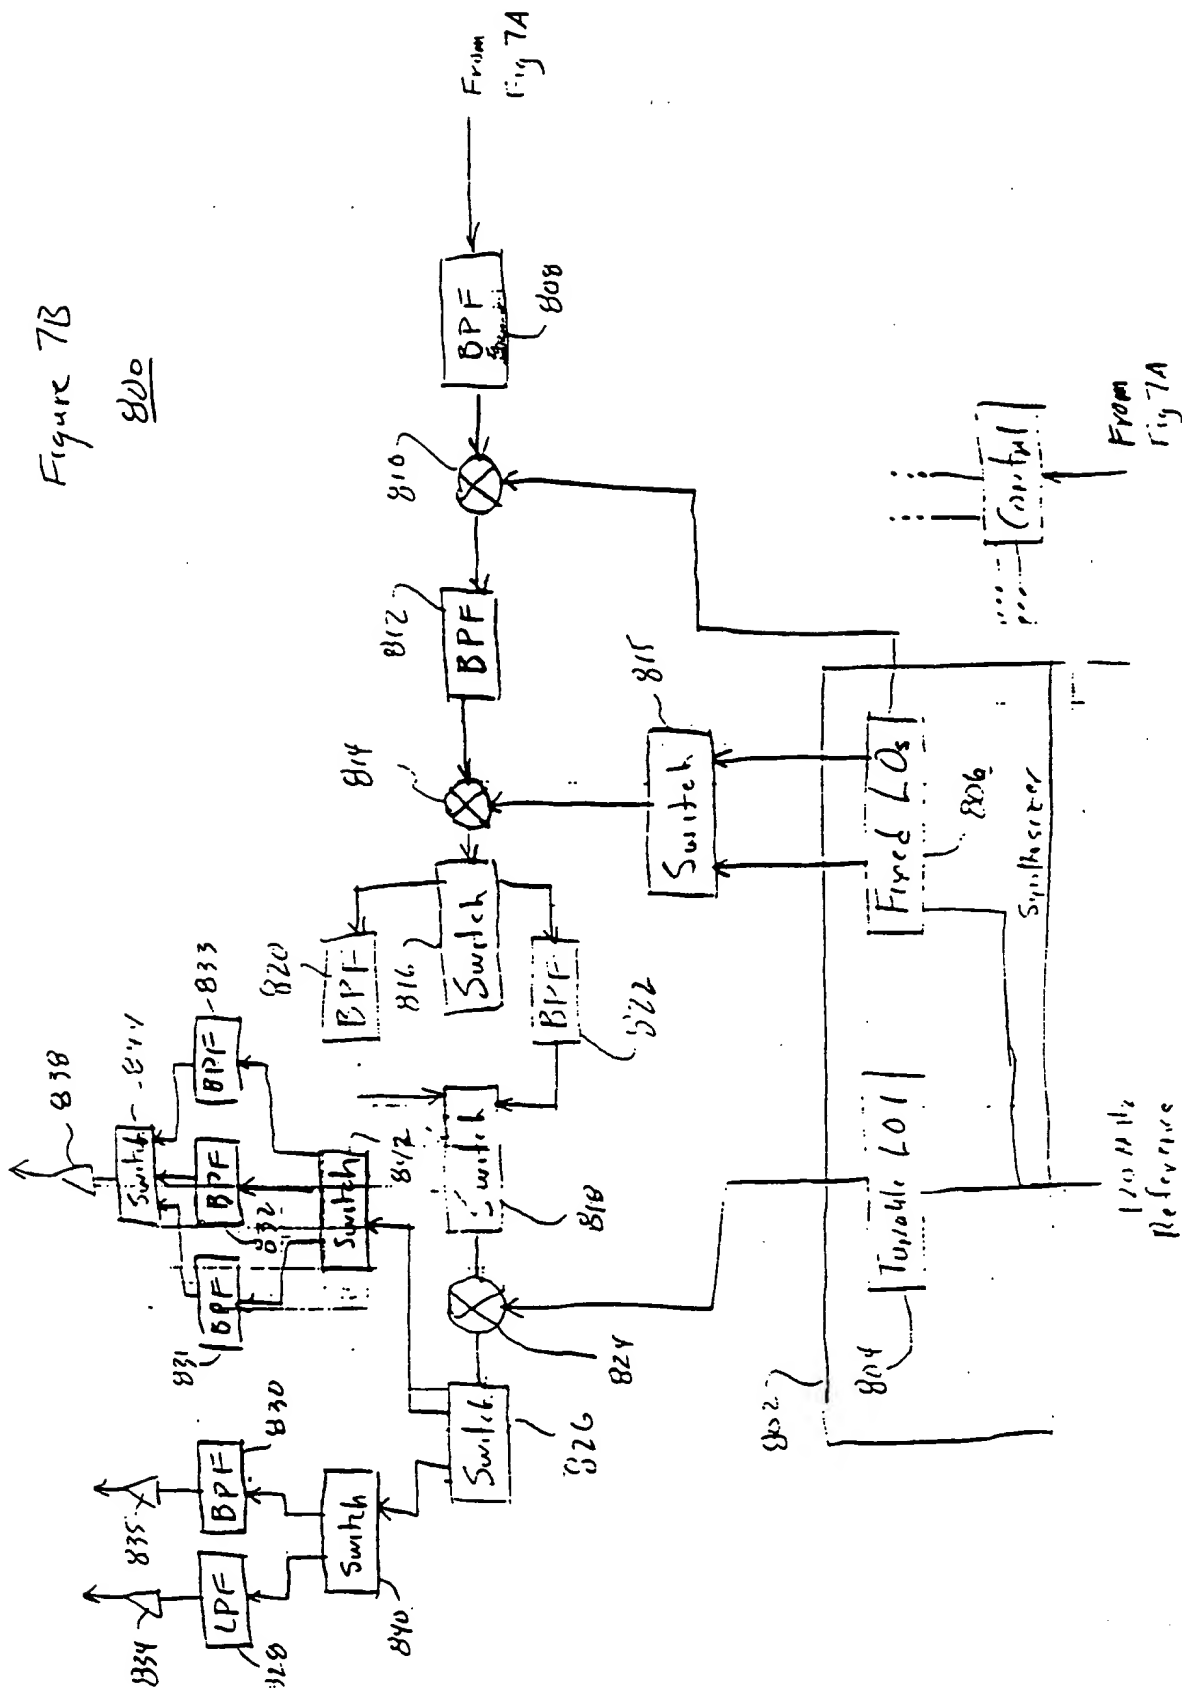 Figure 7B
800
From
Fig 7A
BPF
808
810
812
BPF
814
815
Switch
816
Switch
820
BPF
BPF
822
Switch
818
824
Switch
826
838
Switch
844
BPF
833
BPF
832
BPF
831
Switch
842
830
BPF
835
834
LPF
828
Switch
840
802
804
Tunable LO1
Fixed LOs
806
Synthesizer
120 MHz
Reference
Control
From
Fig 7A